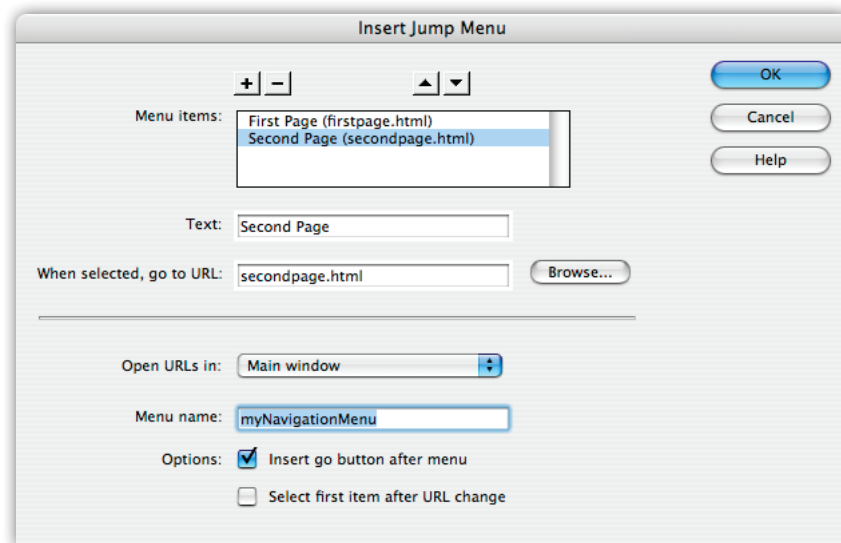 Insert Jump Menu
+ −
OK
Menu items:
First Page (firstpage.html)
Second Page (secondpage.html)
Cancel
Help
Text:
Second Page
When selected, go to URL:
secondpage.html
Browse...
Open URLs in:
Main window
Menu name:
myNavigationMenu
Options:
Insert go button after menu
Select first item after URL change